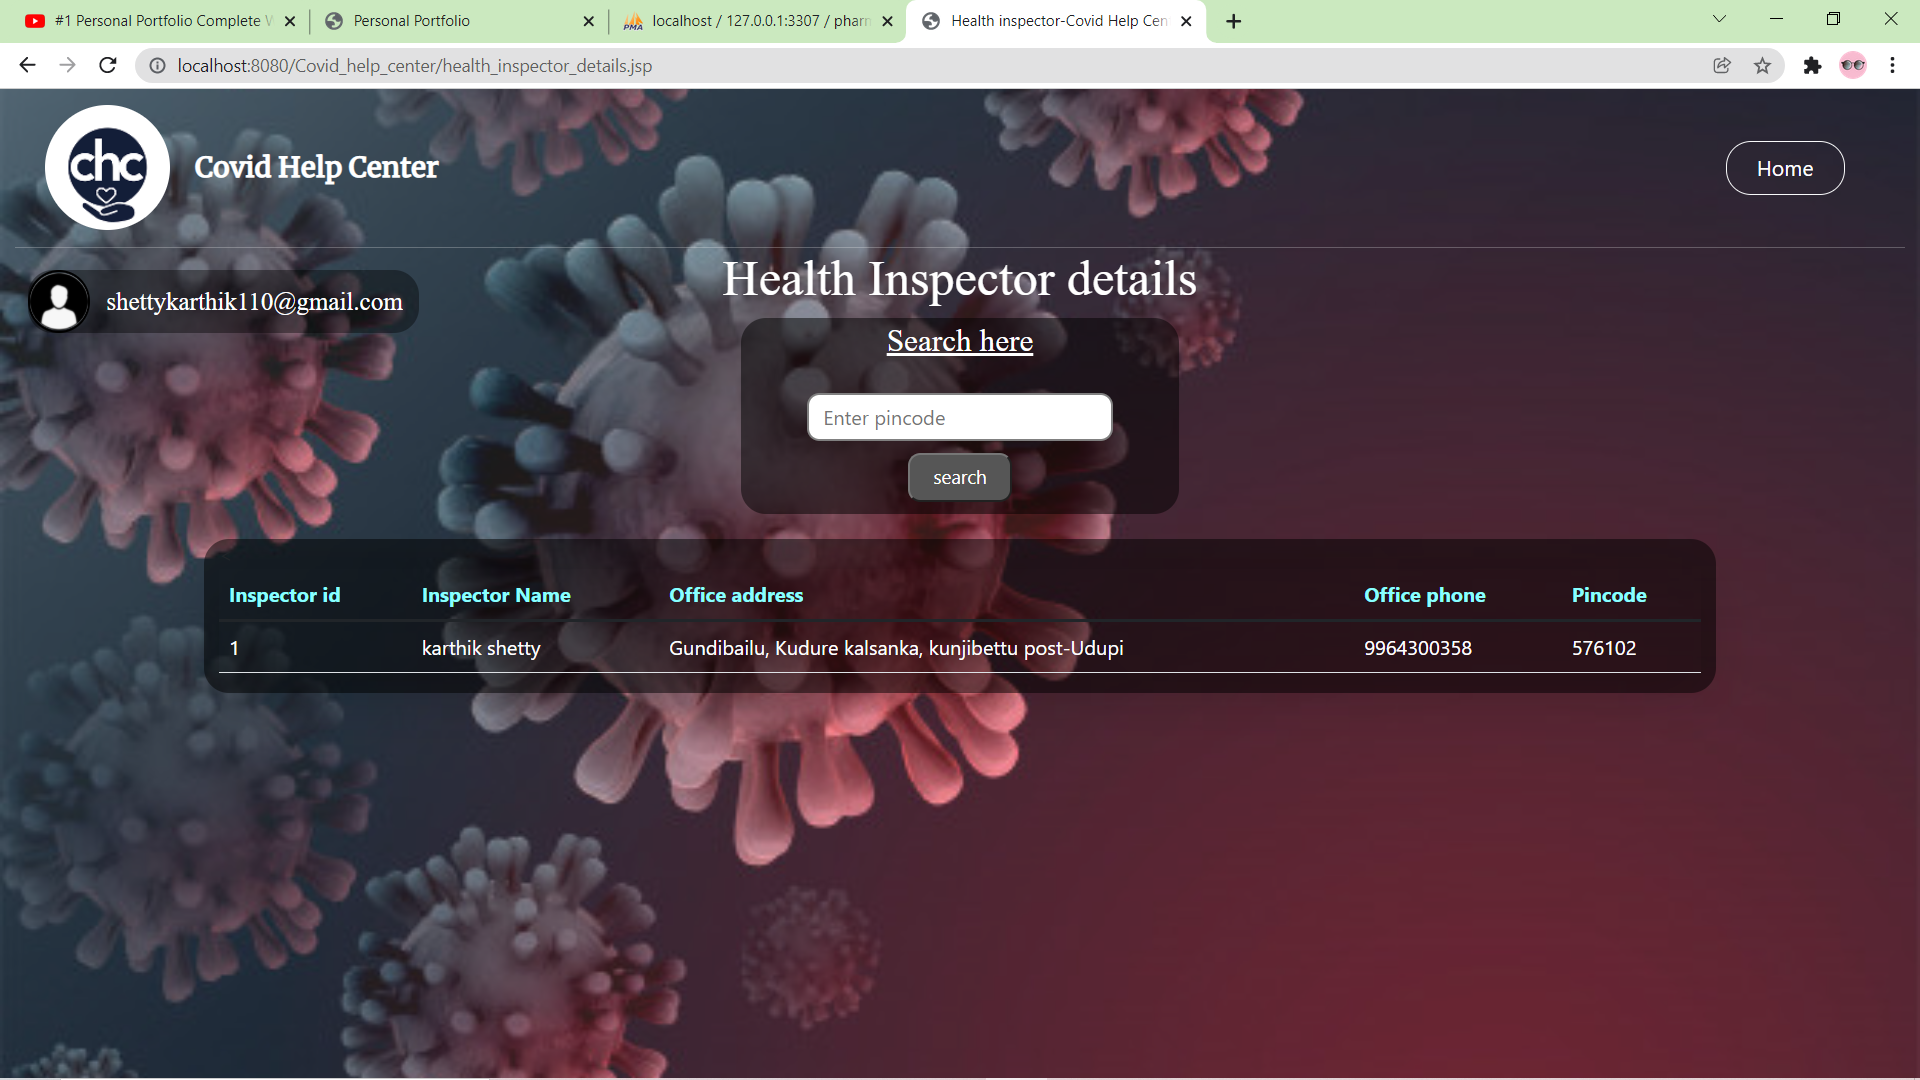 #1 Personal Portfolio Complete
Personal Portfolio
PMA
localhost / 127.0.0.1:3307 / phar
Health inspector-Covid Help Cen
localhost:8080/Covid_help_center/health_inspector_details.jsp
chc
Covid Help Center
Home
shettykarthik110@gmail.com
Health Inspector details
Search here
Enter pincode
search
Inspector id Inspector Name Office address Office phone Pincode
1 karthik shetty Gundibailu, Kudure kalsanka, kunjibettu post-Udupi 9964300358 576102